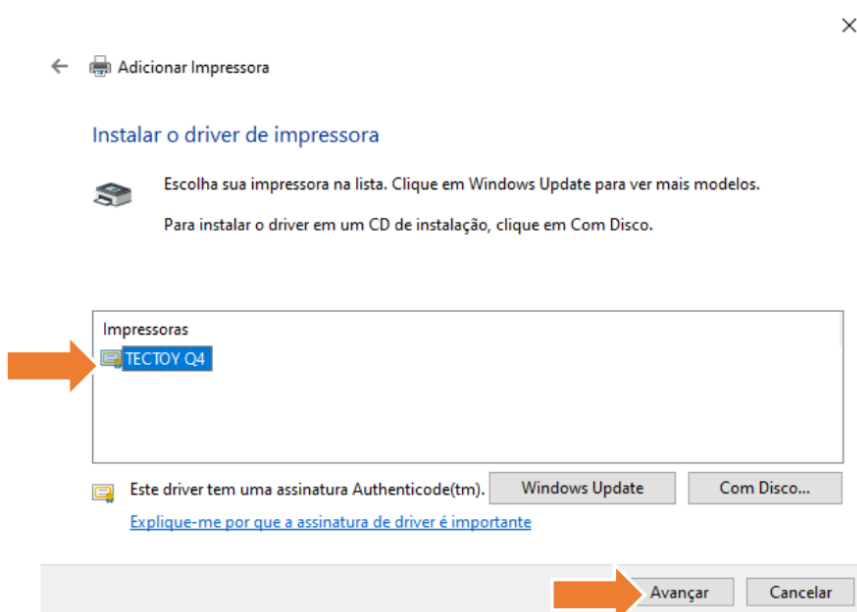 Adicionar Impressora
Instalar o driver de impressora
Escolha sua impressora na lista. Clique em Windows Update para ver mais modelos.
Para instalar o driver em um CD de instalação, clique em Com Disco.
Impressoras
TECTOY Q4
Este driver tem uma assinatura Authenticode(tm). Windows Update Com Disco...
Explique-me por que a assinatura de driver é importante
Avançar Cancelar